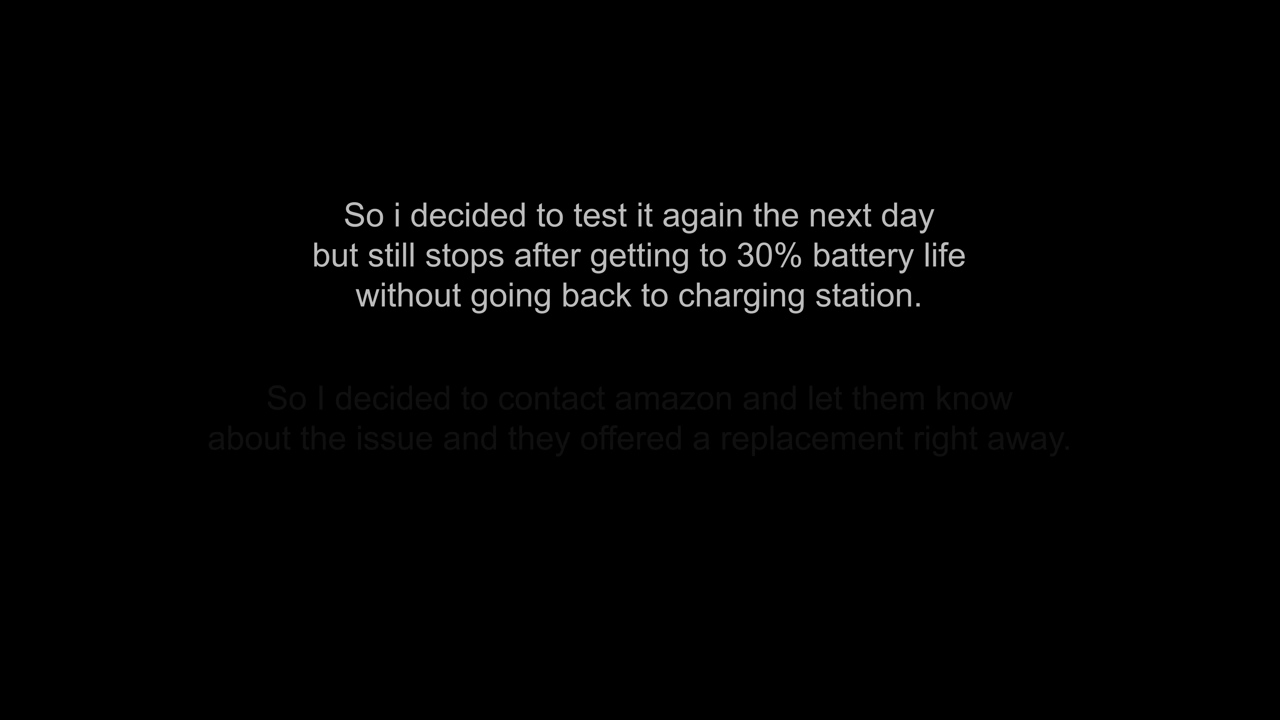 So i decided to test it again the next day
but still stops after getting to 30% battery life
without going back to charging station.
So I decided to contact amazon and let them know
about the issue and they offered a replacement right away.